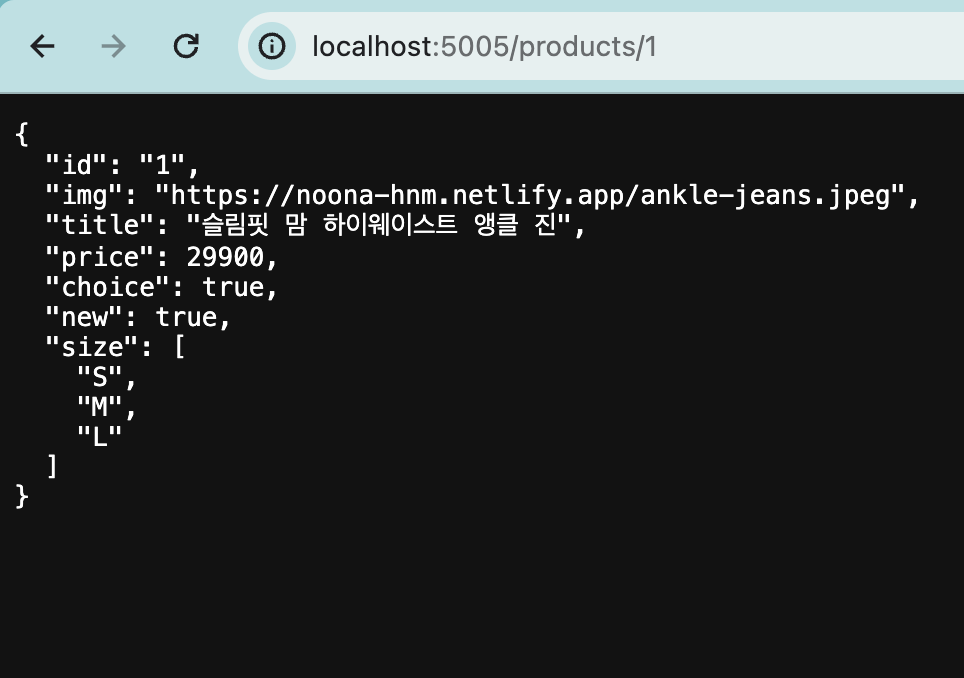 localhost:5005/products/1
{
  "id": "1",
  "img": "https://noona-hnm.netlify.app/ankle-jeans.jpeg",
  "title": "슬림핏 맘 하이웨이스트 앵클 진",
  "price": 29900,
  "choice": true,
  "new": true,
  "size": [
    "S",
    "M",
    "L"
  ]
}